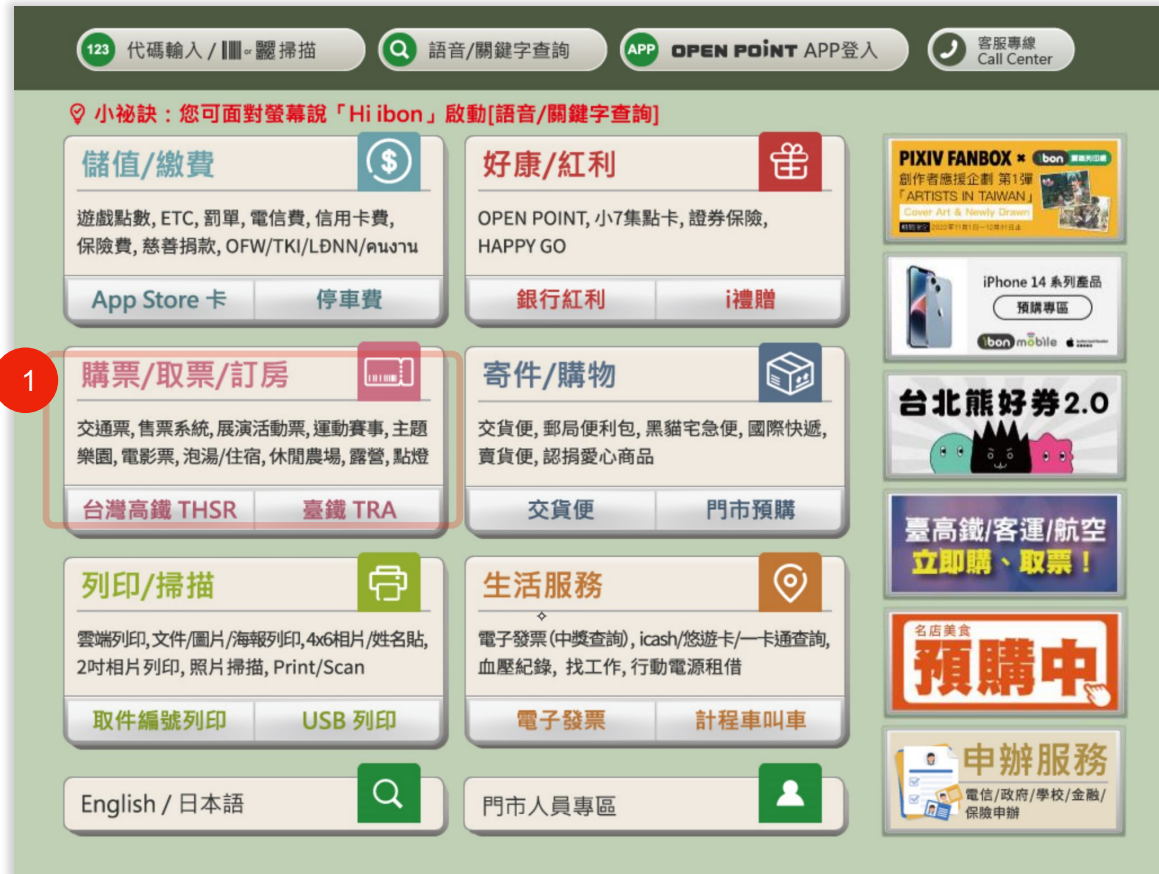 123 代碼輸入 / or 掃描
語音/關鍵字查詢
APP OPEN POiNT APP登入
客服專線
Call Center
小祕訣：您可面對螢幕說「Hi ibon」啟動[語音/關鍵字查詢]
儲值/繳費
遊戲點數, ETC, 罰單, 電信費, 信用卡費,
保險費, 慈善捐款, OFW/TKI/LĐNN/คนงาน
App Store 卡
停車費
好康/紅利
OPEN POINT, 小7集點卡, 證券保險,
HAPPY GO
銀行紅利
i禮贈
1
購票/取票/訂房
交通票, 售票系統, 展演活動票, 運動賽事, 主題
樂園, 電影票, 泡湯/住宿, 休閒農場, 露營, 點燈
台灣高鐵 THSR
臺鐵 TRA
寄件/購物
交貨便, 郵局便利包, 黑貓宅急便, 國際快遞,
賣貨便, 認捐愛心商品
交貨便
門市預購
列印/掃描
雲端列印, 文件/圖片/海報列印, 4x6相片/姓名貼,
2吋相片列印, 照片掃描, Print/Scan
取件編號列印
USB 列印
生活服務
電子發票(中獎查詢), icash/悠遊卡/一卡通查詢,
血壓紀錄, 找工作, 行動電源租借
電子發票
計程車叫車
English / 日本語
門市人員專區
PIXIV FANBOX × ibon
創作者應援企劃 第1彈
「ARTISTS IN TAIWAN」
Cover Art & Newly Drawn
iPhone 14 系列產品
預購專區
ibon mobile
台北熊好券2.0
臺高鐵/客運/航空
立即購、取票！
名店美食
預購中
申辦服務
電信/政府/學校/金融/
保險申辦